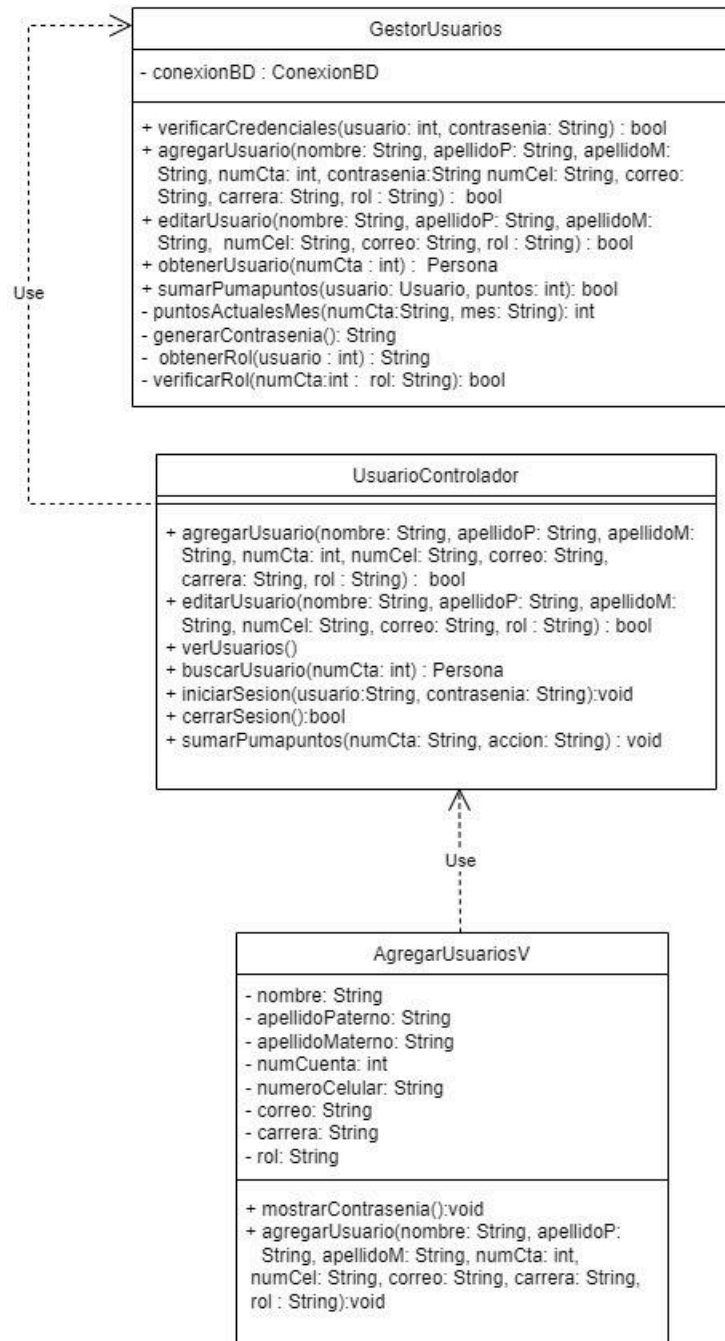 GestorUsuarios
- conexionBD : ConexionBD
+ verificarCredenciales(usuario: int, contrasenia: String) : bool
+ agregarUsuario(nombre: String, apellidoP: String, apellidoM:
String, numCta: int, contrasenia:String numCel: String, correo:
String, carrera: String, rol : String) : bool
+ editarUsuario(nombre: String, apellidoP: String, apellidoM:
String, numCel: String, correo: String, rol : String) : bool
+ obtenerUsuario(numCta : int) : Persona
+ sumarPumapuntos(usuario: Usuario, puntos: int): bool
- puntosActualesMes(numCta:String, mes: String): int
- generarContrasenia(): String
- obtenerRol(usuario : int) : String
- verificarRol(numCta:int : rol: String): bool
Use
UsuarioControlador
+ agregarUsuario(nombre: String, apellidoP: String, apellidoM:
String, numCta: int, numCel: String, correo: String,
carrera: String, rol : String) : bool
+ editarUsuario(nombre: String, apellidoP: String, apellidoM:
String, numCel: String, correo: String, rol : String) : bool
+ verUsuarios()
+ buscarUsuario(numCta: int) : Persona
+ iniciarSesion(usuario:String, contrasenia: String):void
+ cerrarSesion():bool
+ sumarPumapuntos(numCta: String, accion: String) : void
Use
AgregarUsuariosV
- nombre: String
- apellidoPaterno: String
- apellidoMaterno: String
- numCuenta: int
- numeroCelular: String
- correo: String
- carrera: String
- rol: String
+ mostrarContrasenia():void
+ agregarUsuario(nombre: String, apellidoP:
String, apellidoM: String, numCta: int,
numCel: String, correo: String, carrera: String,
rol : String):void